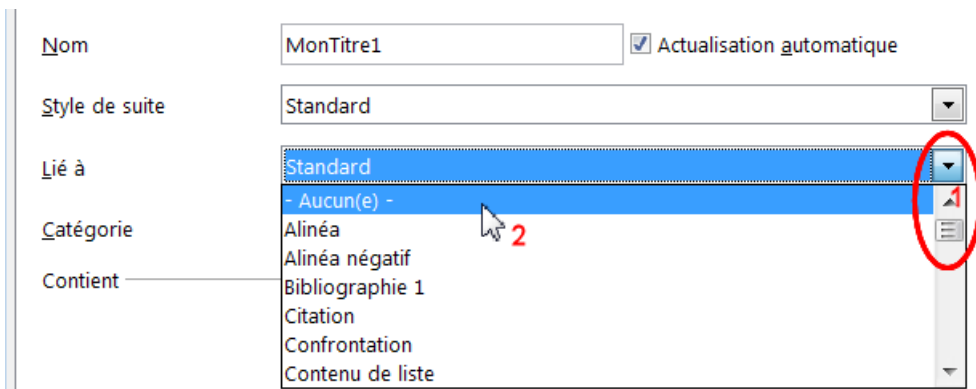 Nom MonTitre1 Actualisation automatique
Style de suite Standard
Lié à Standard
1
- Aucun(e) -
2
Catégorie Alinéa
Alinéa négatif
Contient Bibliographie 1
Citation
Confrontation
Contenu de liste